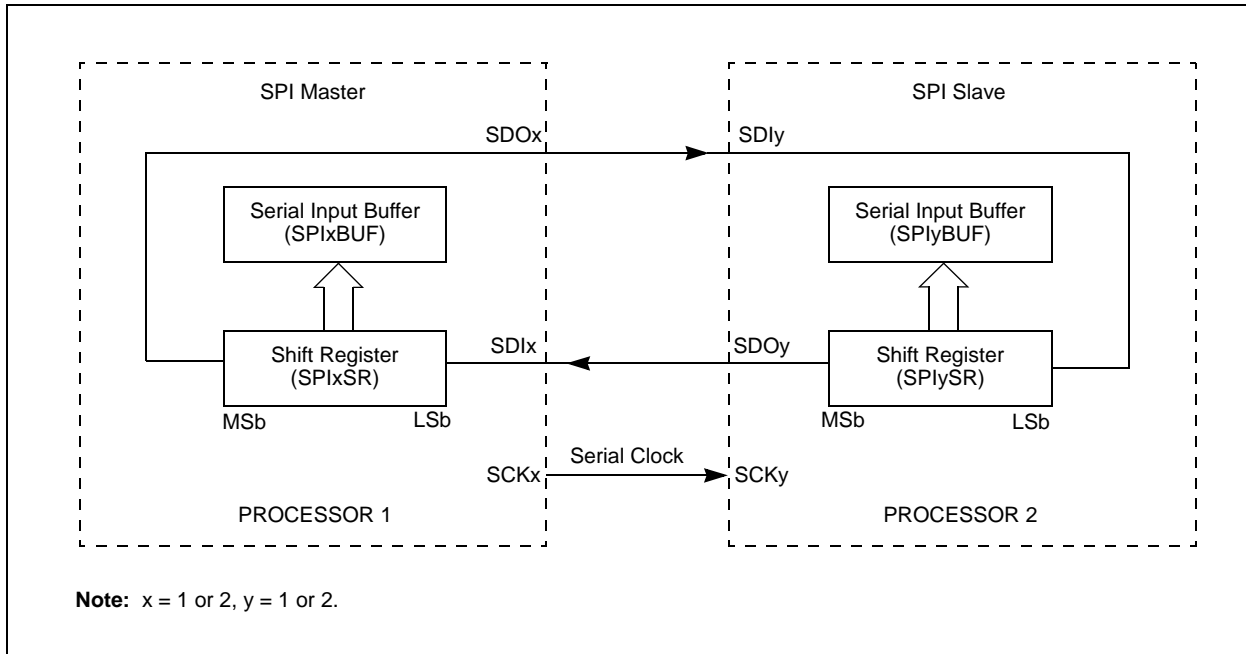 SPI Master
SPI Slave
SDOx
SDIy
Serial Input Buffer
(SPIxBUF)
Serial Input Buffer
(SPIyBUF)
Shift Register
(SPIxSR)
SDIx
SDOy
Shift Register
(SPIySR)
MSb
LSb
MSb
LSb
Serial Clock
SCKx
SCKy
PROCESSOR 1
PROCESSOR 2
Note: x = 1 or 2, y = 1 or 2.